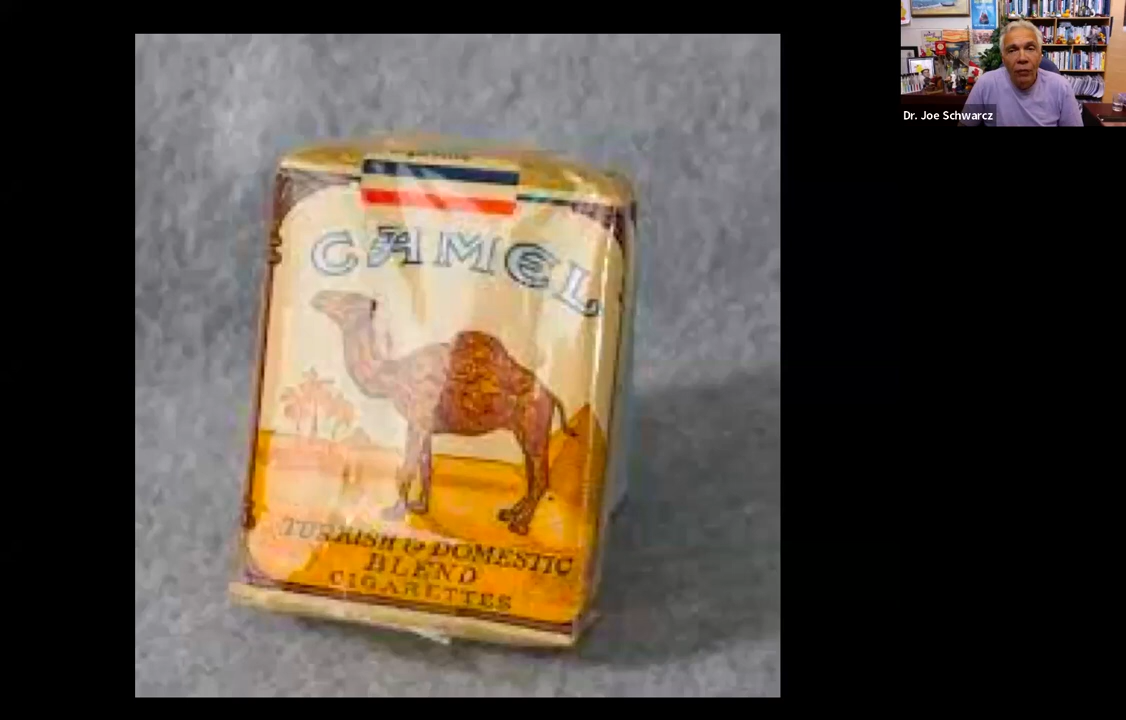 CAMEL
TURKISH & DOMESTIC
BLEND
CIGARETTES
Dr. Joe Schwarcz